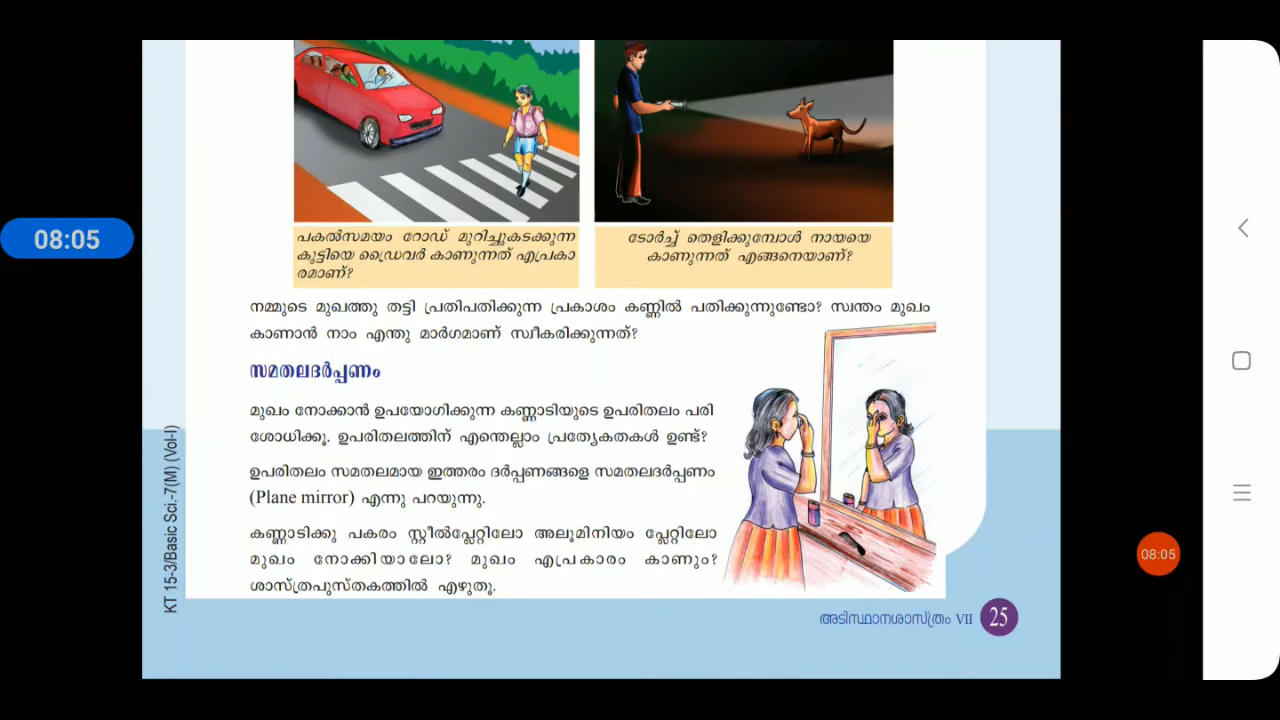 08:05
പകൽസമയം റോഡ് മുറിച്ചുകടക്കുന്ന
കുട്ടിയെ ഡ്രൈവർ കാണുന്നത് എപ്രകാ
രമാണ്?
ടോർച്ച് തെളിക്കുമ്പോൾ നായയെ
കാണുന്നത് എങ്ങനെയാണ്?
നമ്മുടെ മുഖത്തു തട്ടി പ്രതിപതിക്കുന്ന പ്രകാശം കണ്ണിൽ പതിക്കുന്നുണ്ടോ? സ്വന്തം മുഖം
കാണാൻ നാം എന്തു മാർഗമാണ് സ്വീകരിക്കുന്നത്?
സമതലദർപ്പണം
മുഖം നോക്കാൻ ഉപയോഗിക്കുന്ന കണ്ണാടിയുടെ ഉപരിതലം പരി
ശോധിക്കൂ. ഉപരിതലത്തിന് എന്തെല്ലാം പ്രത്യേകതകൾ ഉണ്ട്?
ഉപരിതലം സമതലമായ ഇത്തരം ദർപ്പണങ്ങളെ സമതലദർപ്പണം
(Plane mirror) എന്നു പറയുന്നു.
കണ്ണാടിക്കു പകരം സ്റ്റീൽപ്ലേറ്റിലോ അലൂമിനിയം പ്ലേറ്റിലോ
മുഖം നോക്കിയാലോ? മുഖം എപ്രകാരം കാണും?
ശാസ്ത്രപുസ്തകത്തിൽ എഴുതൂ.
KT 15-3/Basic Sci.-7(M) (Vol-I)
അടിസ്ഥാനശാസ്ത്രം VII 25
08:05